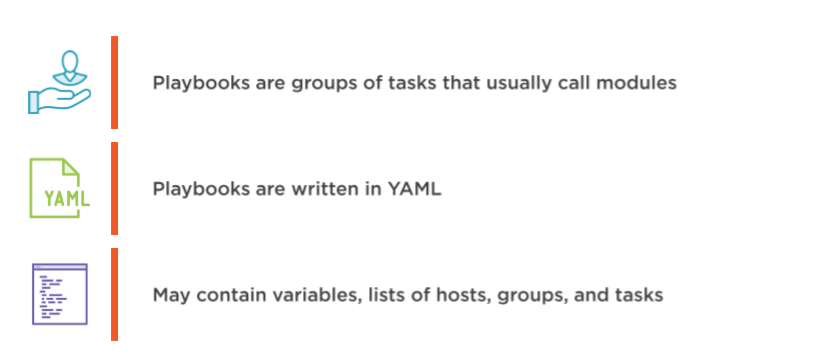 Playbooks are groups of tasks that usually call modules
YAML
Playbooks are written in YAML
May contain variables, lists of hosts, groups, and tasks